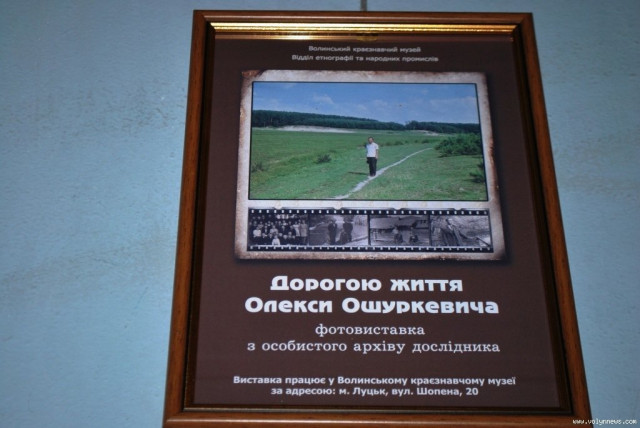 Волинський краєзнавчий музей
Відділ етнографії та народних промислів
Дорогою життя
Олекси Ошуркевича
фотовиставка
з особистого архіву дослідника
Виставка працює у Волинському краєзнавчому музеї
за адресою: м. Луцьк, вул. Шопена, 20
www.volynnews.com